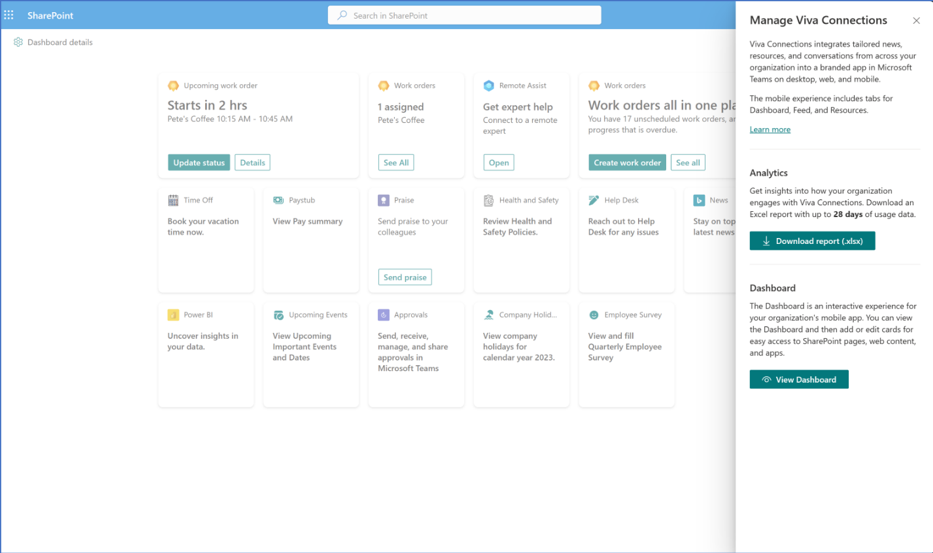 SharePoint
Search in SharePoint
Dashboard details
Upcoming work order
Starts in 2 hrs
Pete's Coffee 10:15 AM - 10:45 AM
Update status
Details
Work orders
1 assigned
Pete's Coffee
See All
Remote Assist
Get expert help
Connect to a remote
expert
Open
Work orders
Work orders all in one pla
You have 17 unscheduled work orders, an
progress that is overdue.
Create work order
See all
Time Off
Book your vacation
time now.
Paystub
View Pay summary
Praise
Send praise to your
colleagues
Send praise
Health and Safety
Review Health and
Safety Policies.
Help Desk
Reach out to Help
Desk for any issues
News
Stay on top
latest news
Power BI
Uncover insights in
your data.
Upcoming Events
View Upcoming
Important Events
and Dates
Approvals
Send, receive,
manage, and share
approvals in
Microsoft Teams
Company Holid...
View company
holidays for
calendar year 2023.
Employee Survey
View and fill
Quarterly Employee
Survey
Manage Viva Connections
Viva Connections integrates tailored news,
resources, and conversations from across your
organization into a branded app in Microsoft
Teams on desktop, web, and mobile.
The mobile experience includes tabs for
Dashboard, Feed, and Resources.
Learn more
Analytics
Get insights into how your organization
engages with Viva Connections. Download an
Excel report with up to 28 days of usage data.
Download report (.xlsx)
Dashboard
The Dashboard is an interactive experience for
your organization's mobile app. You can view
the Dashboard and then add or edit cards for
easy access to SharePoint pages, web content,
and apps.
View Dashboard